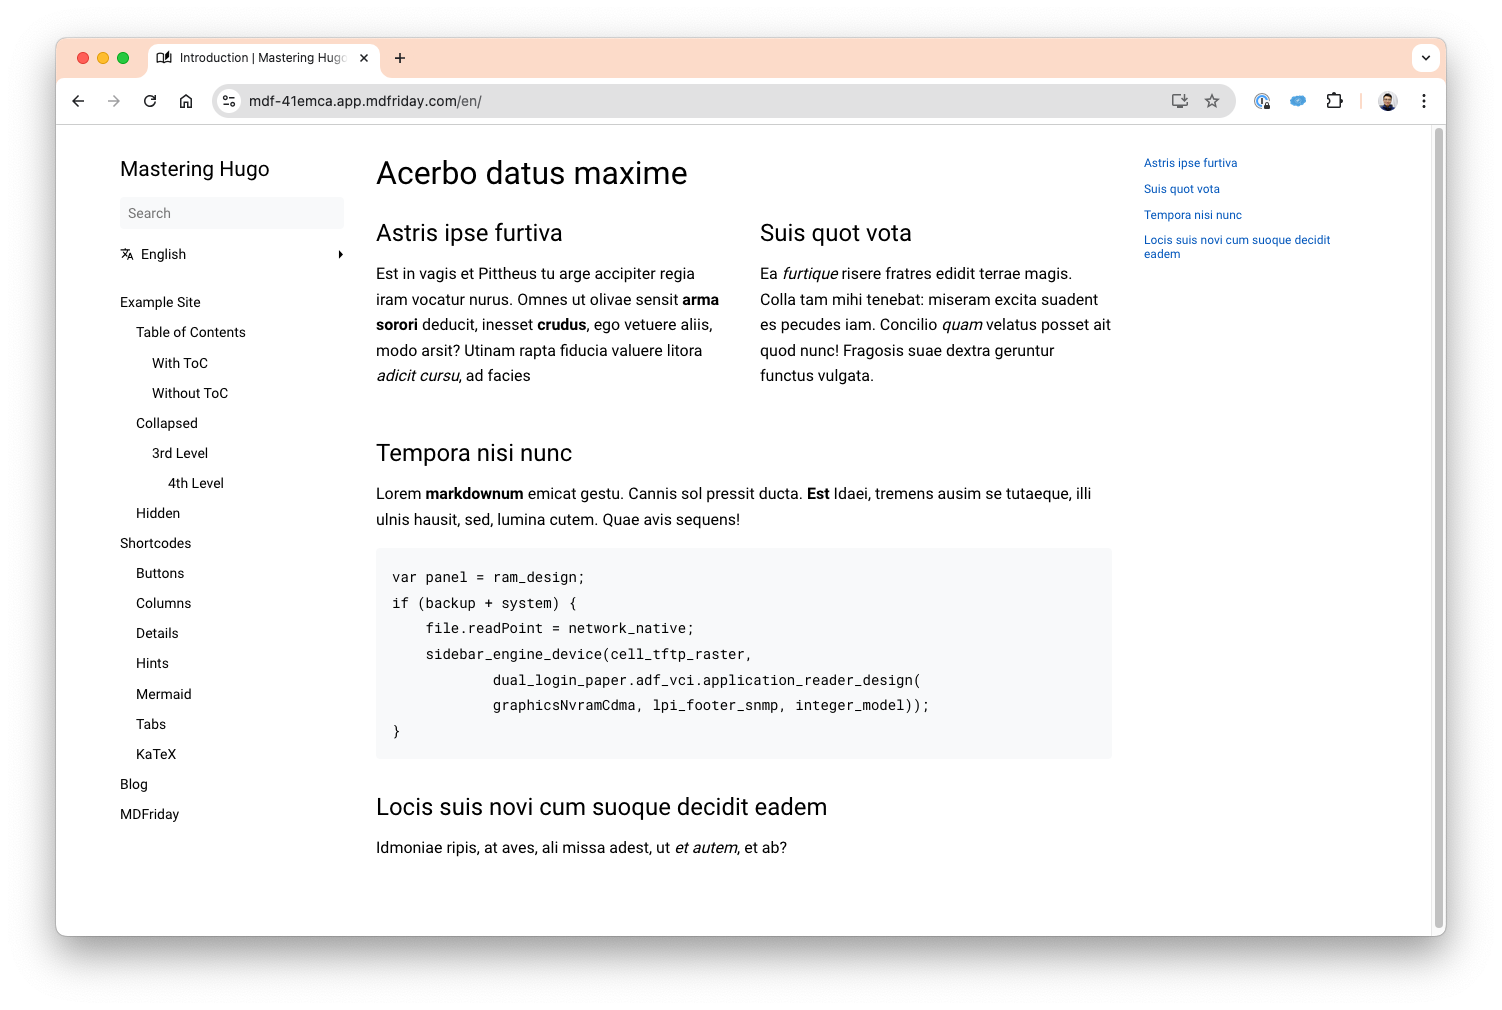 Introduction | Mastering Hugo
mdf-41emca.app.mdfriday.com/en/
Mastering Hugo
Search
English
Example Site
Table of Contents
With ToC
Without ToC
Collapsed
3rd Level
4th Level
Hidden
Shortcodes
Buttons
Columns
Details
Hints
Mermaid
Tabs
KaTeX
Blog
MDFriday
Acerbo datus maxime
Astris ipse furtiva
Est in vagis et Pittheus tu arge accipiter regia
iram vocatur nurus. Omnes ut olivae sensit arma
sorori deducit, inesset crudus, ego vetuere aliis,
modo arsit? Utinam rapta fiducia valuere litora
adicit cursu, ad facies
Suis quot vota
Ea furtique risere fratres edidit terrae magis.
Colla tam mihi tenebat: miseram excita suadent
es pecudes iam. Concilio quam velatus posset ait
quod nunc! Fragosis suae dextra geruntur
functus vulgata.
Tempora nisi nunc
Lorem markdownum emicat gestu. Cannis sol pressit ducta. Est Idaei, tremens ausim se tutaeque, illi
ulnis hausit, sed, lumina cutem. Quae avis sequens!
var panel = ram_design;
if (backup + system) {
    file.readPoint = network_native;
    sidebar_engine_device(cell_tftp_raster,
            dual_login_paper.adf_vci.application_reader_design(
            graphicsNvramCdma, lpi_footer_snmp, integer_model));
}
Locis suis novi cum suoque decidit eadem
Idmoniae ripis, at aves, ali missa adest, ut et autem, et ab?
Astris ipse furtiva
Suis quot vota
Tempora nisi nunc
Locis suis novi cum suoque decidit
eadem